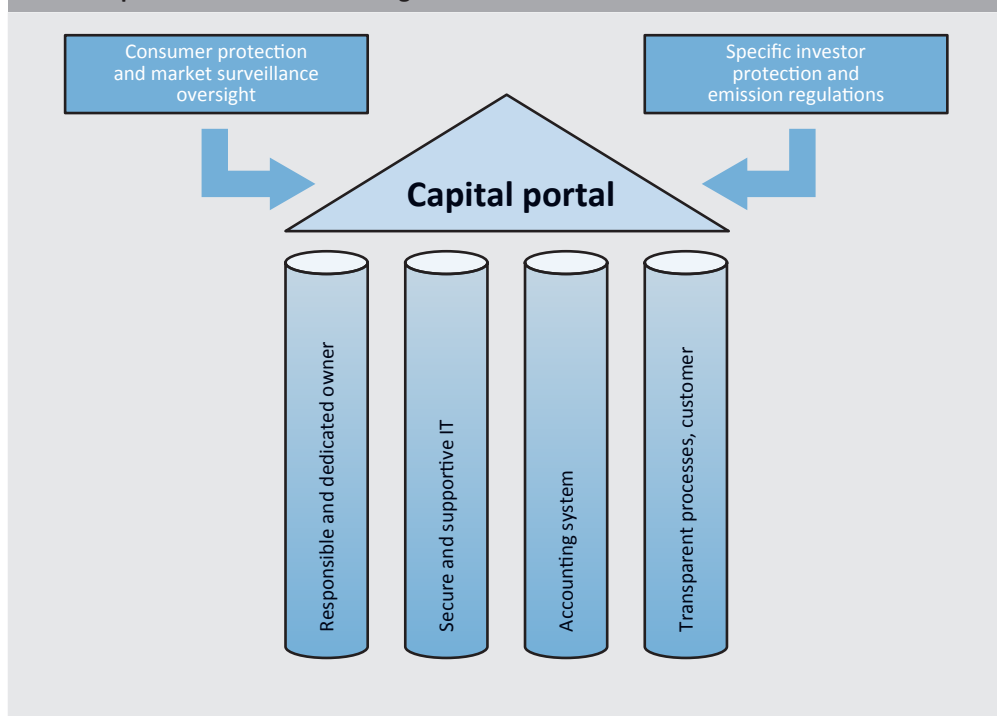 Consumer protection
and market surveillance
oversight
Specific investor
protection and
emission regulations
Capital portal
Responsible and dedicated owner
Secure and supportive IT
Accounting system
Transparent processes, customer